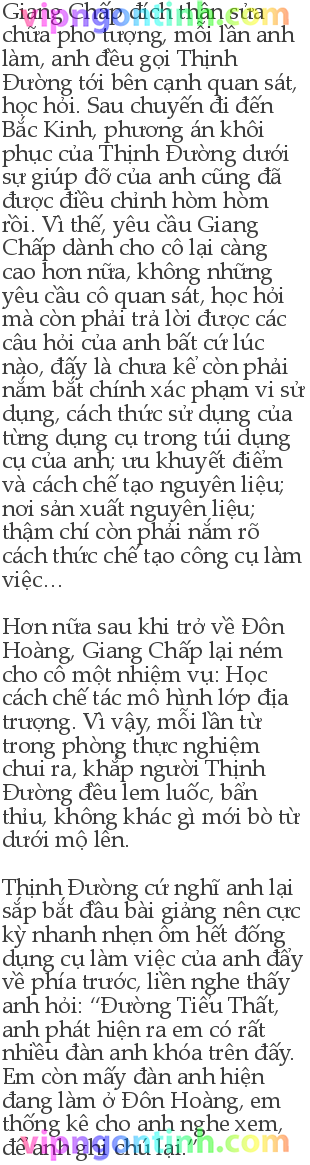 Giang Chấp đích thân sửa
vipngontinh.com
chữa pho tượng, mỗi lần anh
làm, anh đều gọi Thịnh
Đường tới bên cạnh quan sát,
học hỏi. Sau chuyến đi đến
Bắc Kinh, phương án khôi
phục của Thịnh Đường dưới
sự giúp đỡ của anh cũng đã
được điều chỉnh hòm hòm
rồi. Vì thế, yêu cầu Giang
Chấp dành cho cô lại càng
cao hơn nữa, không những
yêu cầu cô quan sát, học hỏi
mà còn phải trả lời được các
câu hỏi của anh bất cứ lúc
nào, đấy là chưa kể còn phải
nắm bắt chính xác phạm vi sử
dụng, cách thức sử dụng của
từng dụng cụ trong túi dụng
cụ của anh; ưu khuyết điểm
và cách chế tạo nguyên liệu;
nơi sản xuất nguyên liệu;
thậm chí còn phải nắm rõ
cách thức chế tạo công cụ làm
việc...
Hơn nữa sau khi trở về Đôn
Hoàng, Giang Chấp lại ném
cho cô một nhiệm vụ: Học
cách chế tác mô hình lớp địa
trượng. Vì vậy, mỗi lần từ
trong phòng thực nghiệm
chui ra, khắp người Thịnh
Đường đều lem luốc, bẩn
thỉu, không khác gì mới bò từ
dưới mộ lên.
Thịnh Đường cứ nghĩ anh lại
sắp bắt đầu bài giảng nên cực
kỳ nhanh nhẹn ôm hết đống
dụng cụ làm việc của anh đẩy
về phía trước, liền nghe thấy
anh hỏi: “Đường Tiểu Thất,
anh phát hiện ra em có rất
nhiều đàn anh khóa trên đấy.
Em còn mấy đàn anh hiện
đang làm ở Đôn Hoàng, em
thống kê cho anh nghe xem,
để anh ghi chú lại.”
vipngontinh.com